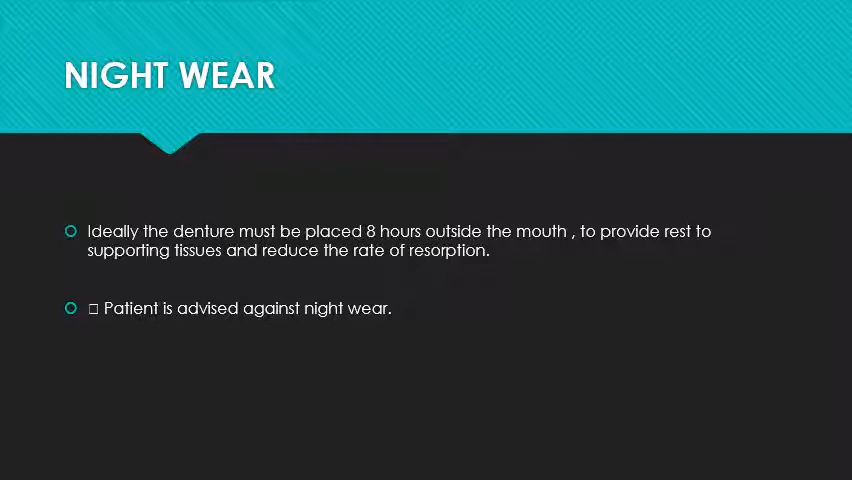 NIGHT WEAR
Ideally the denture must be placed 8 hours outside the mouth , to provide rest to
supporting tissues and reduce the rate of resorption.
□ Patient is advised against night wear.